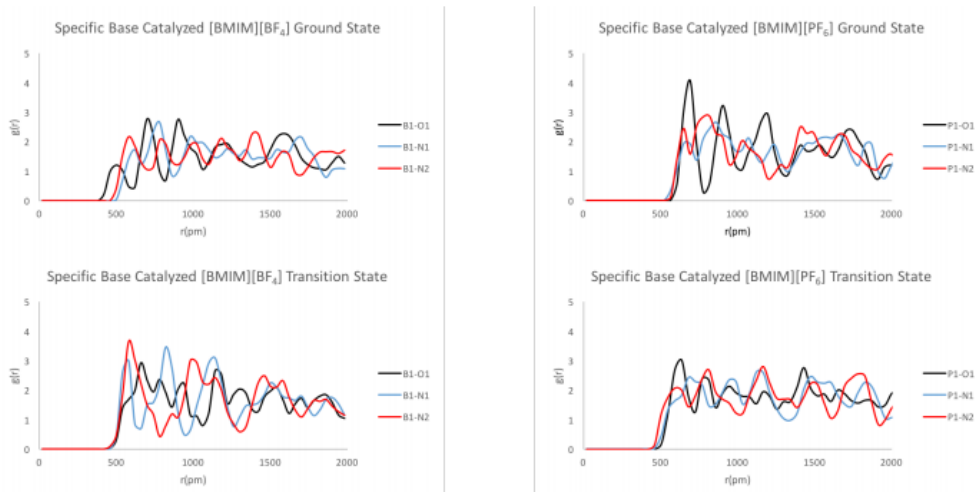 Specific Base Catalyzed [BMIM][BF4] Ground State
5
4
3
2
1
0
g(r)
0 500 1000 1500 2000
r(pm)
B1-O1
B1-N1
B1-N2
Specific Base Catalyzed [BMIM][PF6] Ground State
5
4
3
2
1
0
g(r)
0 500 1000 1500 2000
r(pm)
P1-O1
P1-N1
P1-N2
Specific Base Catalyzed [BMIM][BF4] Transition State
5
4
3
2
1
0
g(r)
0 500 1000 1500 2000
r(pm)
B1-O1
B1-N1
B1-N2
Specific Base Catalyzed [BMIM][PF6] Transition State
5
4
3
2
1
0
g(r)
0 500 1000 1500 2000
r(pm)
P1-O1
P1-N1
P1-N2